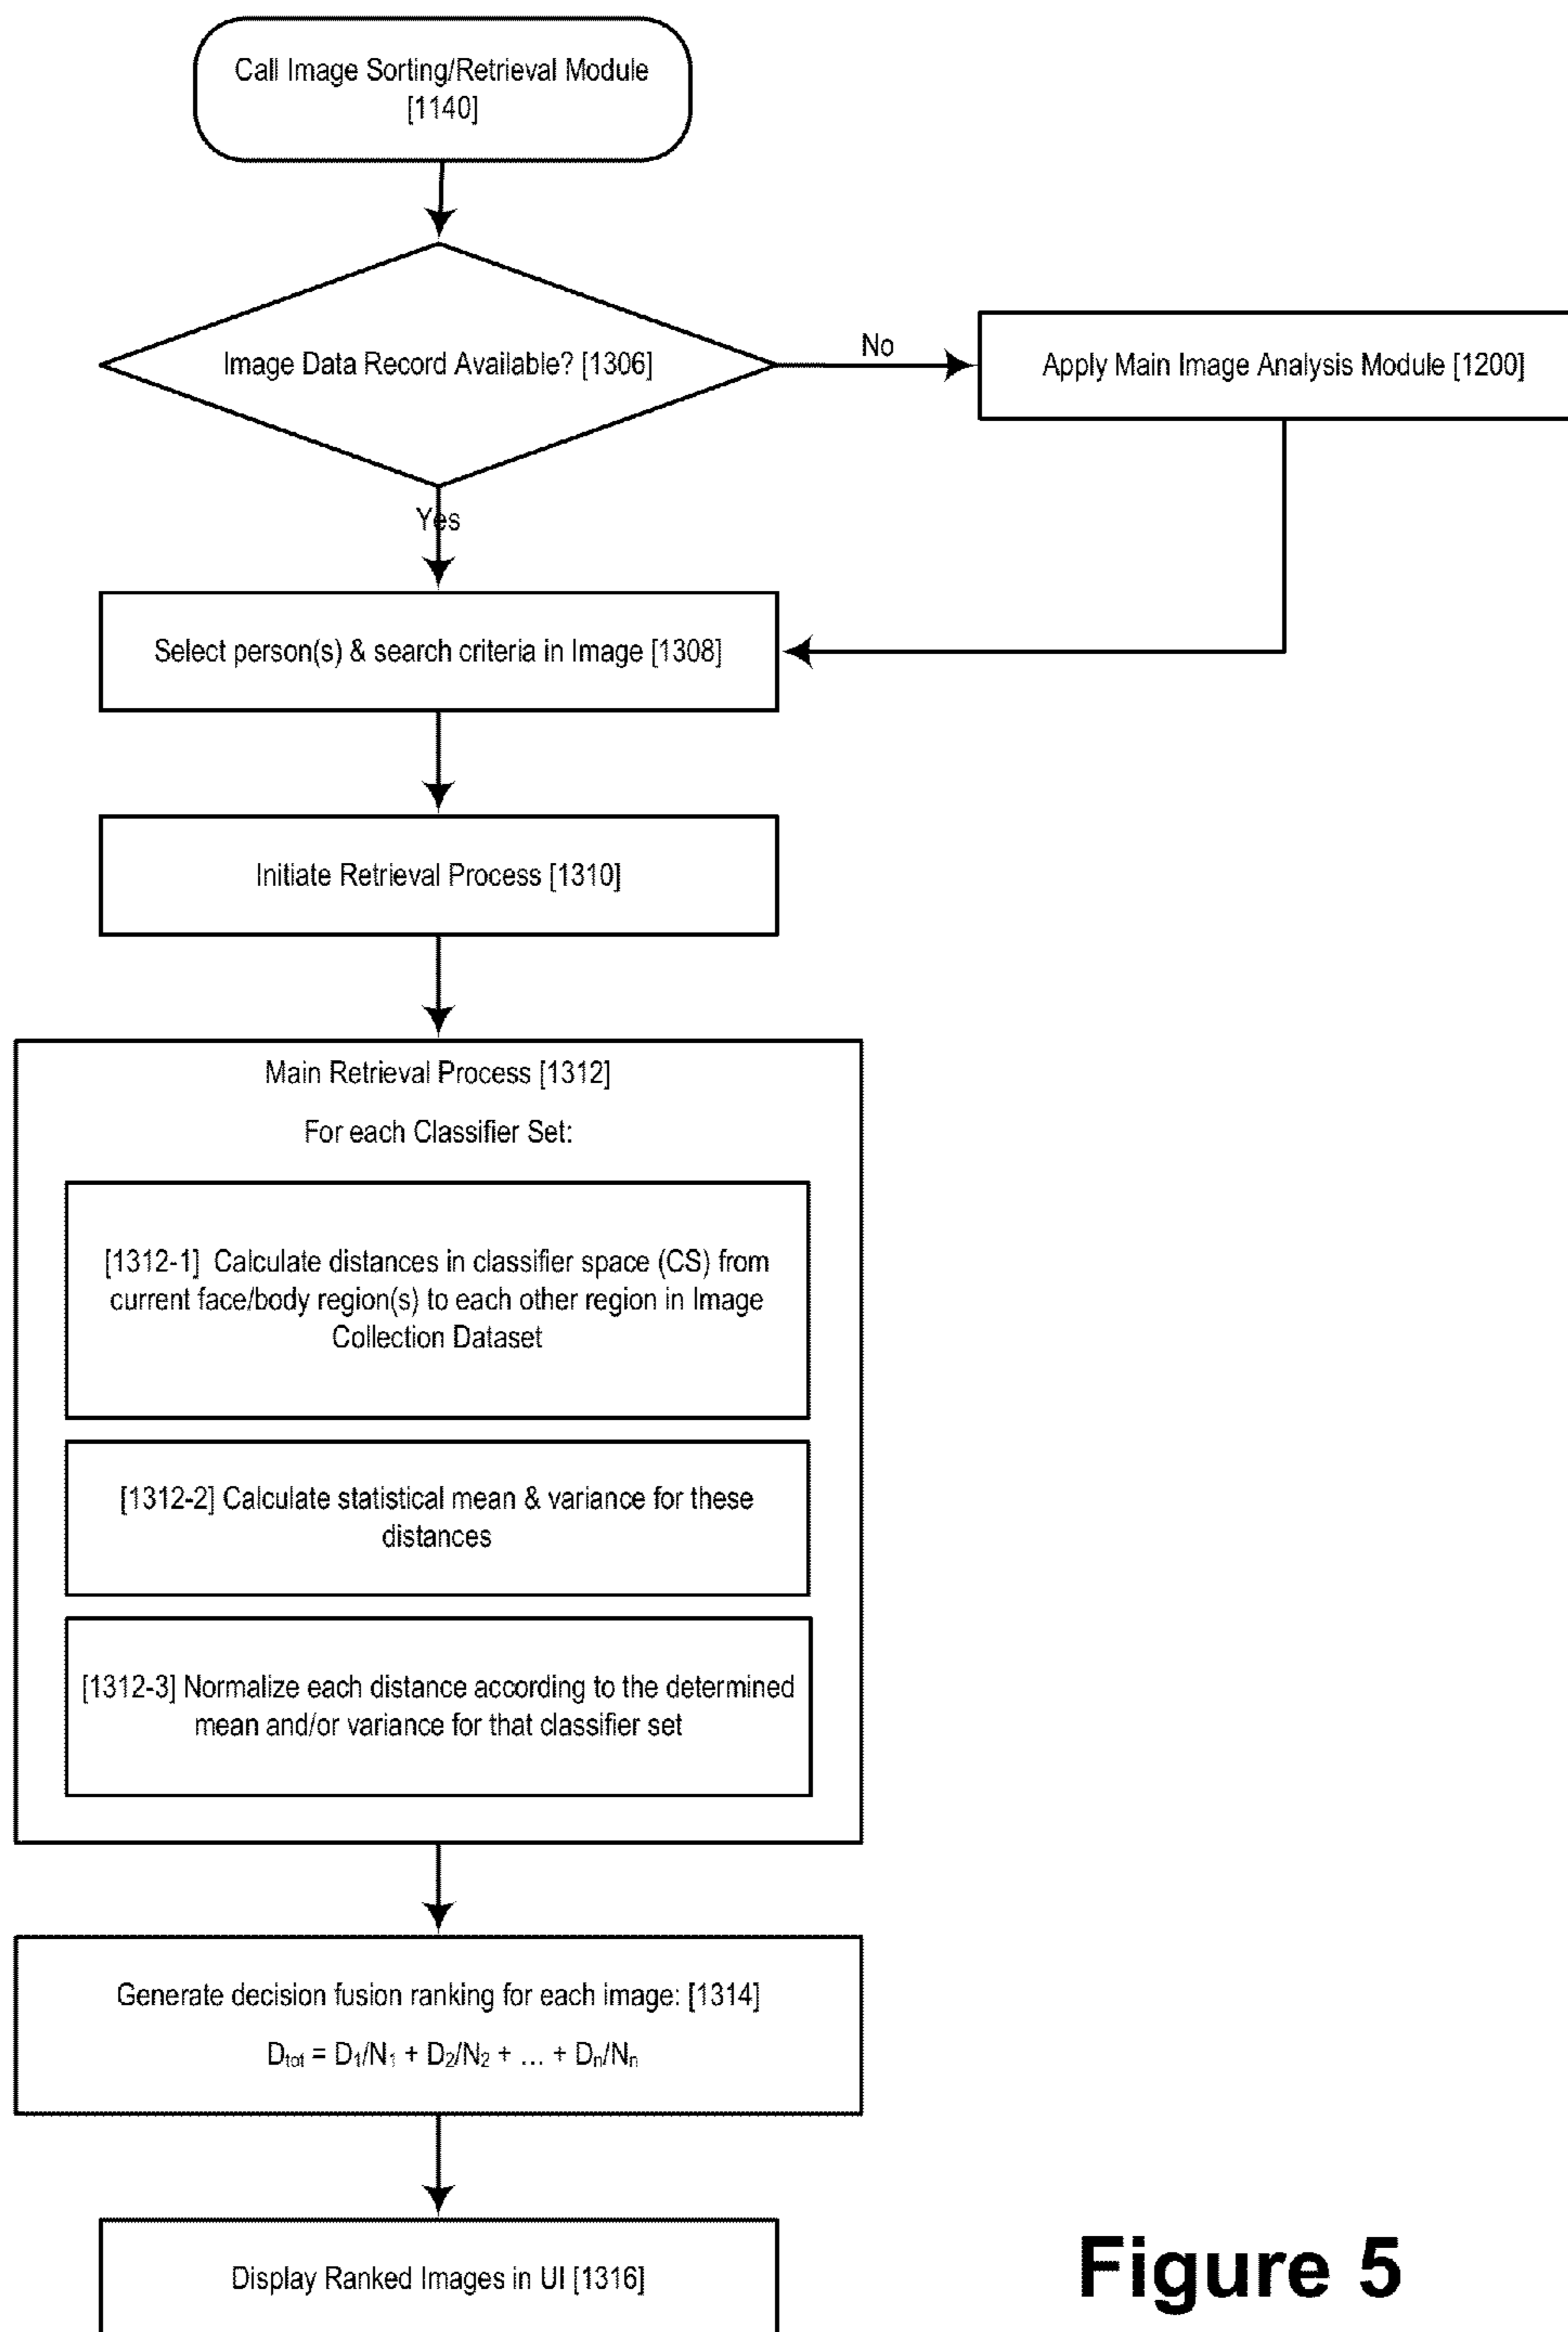 Call Image Sorting/Retrieval Module
[1140]
Image Data Record Available? [1306]
No
Apply Main Image Analysis Module [1200]
Yes
Select person(s) & search criteria in Image [1308]
Initiate Retrieval Process [1310]
Main Retrieval Process [1312]
For each Classifier Set:
[1312-1] Calculate distances in classifier space (CS) from
current face/body region(s) to each other region in Image
Collection Dataset
[1312-2] Calculate statistical mean & variance for these
distances
[1312-3] Normalize each distance according to the determined
mean and/or variance for that classifier set
Generate decision fusion ranking for each image: [1314]
Dtot = D1/N1 + D2/N2 + ... + Dn/Nn
Display Ranked Images in UI [1316]
Figure 5